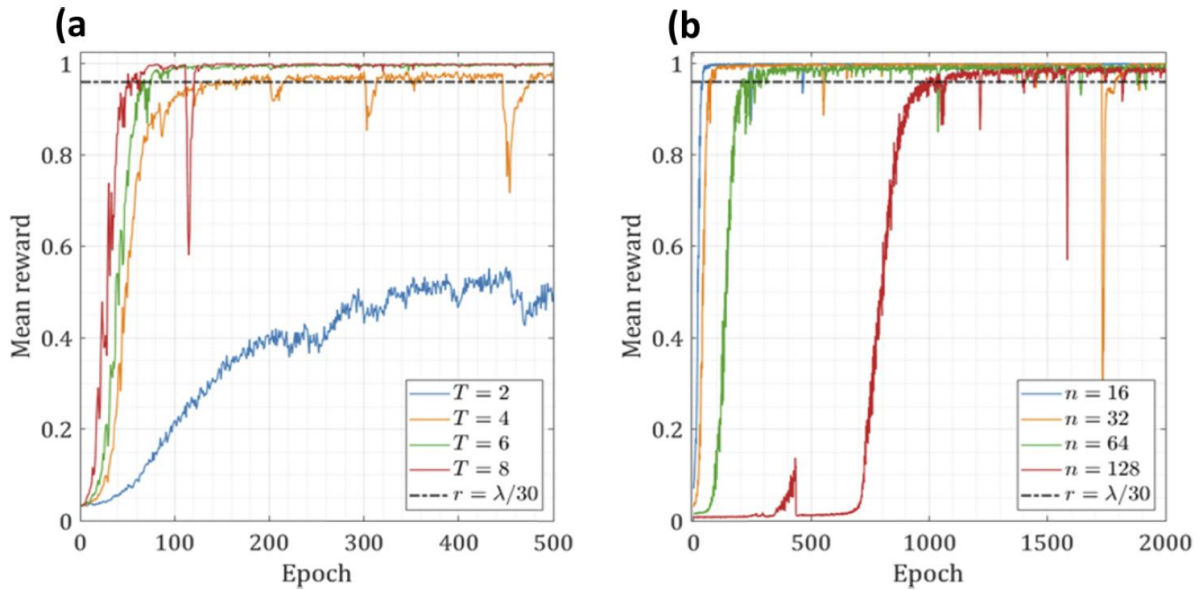 (a
1
0.8
0.6
0.4
0.2
0
Mean reward
0 100 200 300 400 500
Epoch
T = 2
T = 4
T = 6
T = 8
r = λ/30
(b
1
0.8
0.6
0.4
0.2
0
Mean reward
0 500 1000 1500 2000
Epoch
n = 16
n = 32
n = 64
n = 128
r = λ/30